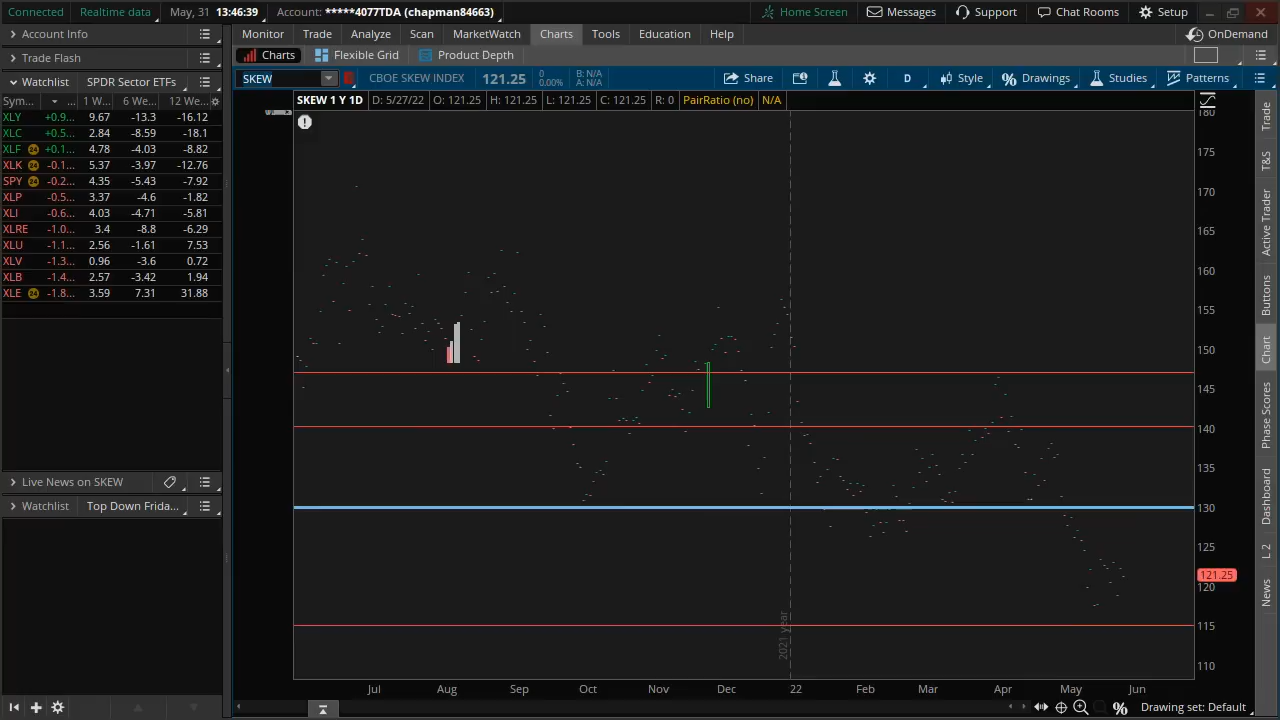 Connected Realtime data May, 31 13:46:39 Account: *****4077TDA (chapman84663) Home Screen Messages Support Chat Rooms Setup
Account Info
Trade Flash
Watchlist SPDR Sector ETFs
Sym... 1 W... 6 We... 12 We...
XLY +0.9... 9.67 -13.3 -16.12
XLC +0.5... 2.84 -8.59 -18.1
XLF +0.1... 4.78 -4.03 -8.82
XLK -0.1... 5.37 -3.97 -12.76
SPY -0.2... 4.35 -5.43 -7.92
XLP -0.5... 3.37 -4.6 -1.82
XLI -0.6... 4.03 -4.71 -5.81
XLRE -1.0... 3.4 -8.8 -6.29
XLU -1.1... 2.56 -1.61 7.53
XLV -1.3... 0.96 -3.6 0.72
XLB -1.4... 2.57 -3.42 1.94
XLE -1.8... 3.59 7.31 31.88
Live News on SKEW
Watchlist Top Down Frida...
Monitor Trade Analyze Scan MarketWatch Charts Tools Education Help OnDemand
Charts Flexible Grid Product Depth
SKEW CBOE SKEW INDEX 121.25 0 0.00% B: N/A A: N/A Share D Style Drawings Studies Patterns
SKEW 1 Y 1D D: 5/27/22 O: 121.25 H: 121.25 L: 121.25 C: 121.25 R: 0 PairRatio (no) N/A
180
175
170
165
160
155
150
145
140
135
130
125
121.25
120
115
110
2021 year
Jul Aug Sep Oct Nov Dec 22 Feb Mar Apr May Jun
Drawing set: Default
Trade
T&S
Active Trader
Buttons
Chart
Phase Scores
Dashboard
L 2
News